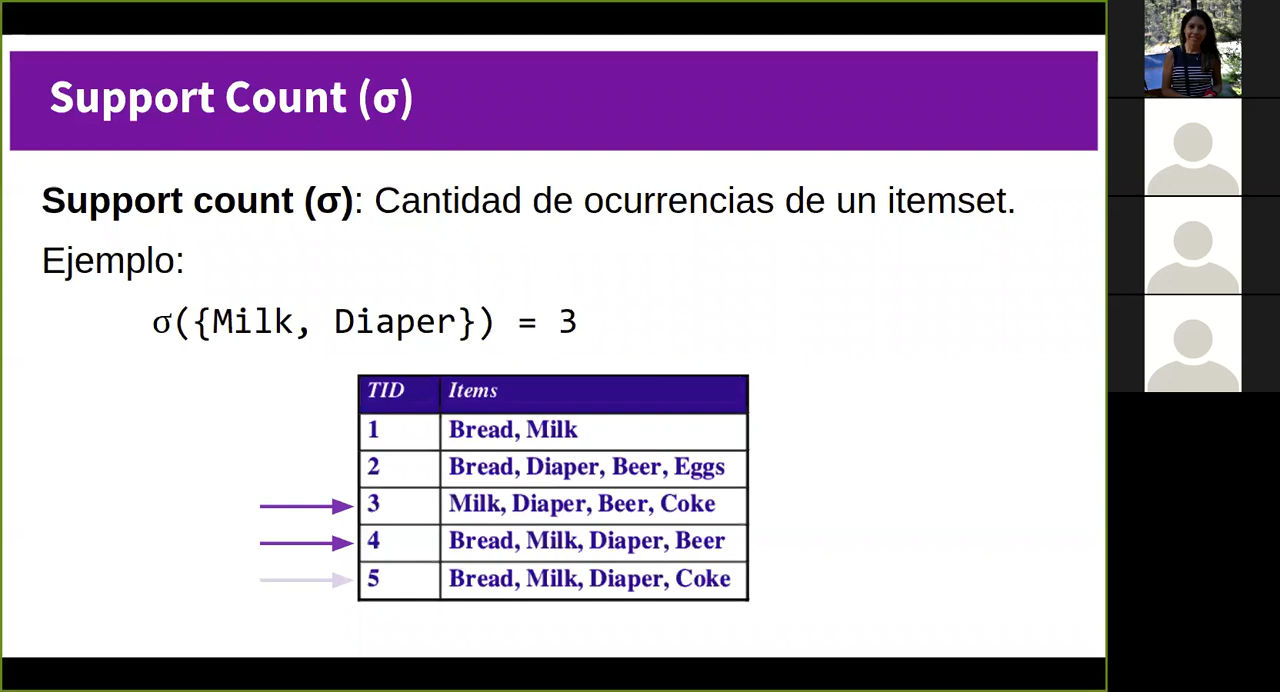 Support Count (σ)
Support count (σ): Cantidad de ocurrencias de un itemset.
Ejemplo:
σ({Milk, Diaper}) = 3
TID Items
1 Bread, Milk
2 Bread, Diaper, Beer, Eggs
3 Milk, Diaper, Beer, Coke
4 Bread, Milk, Diaper, Beer
5 Bread, Milk, Diaper, Coke